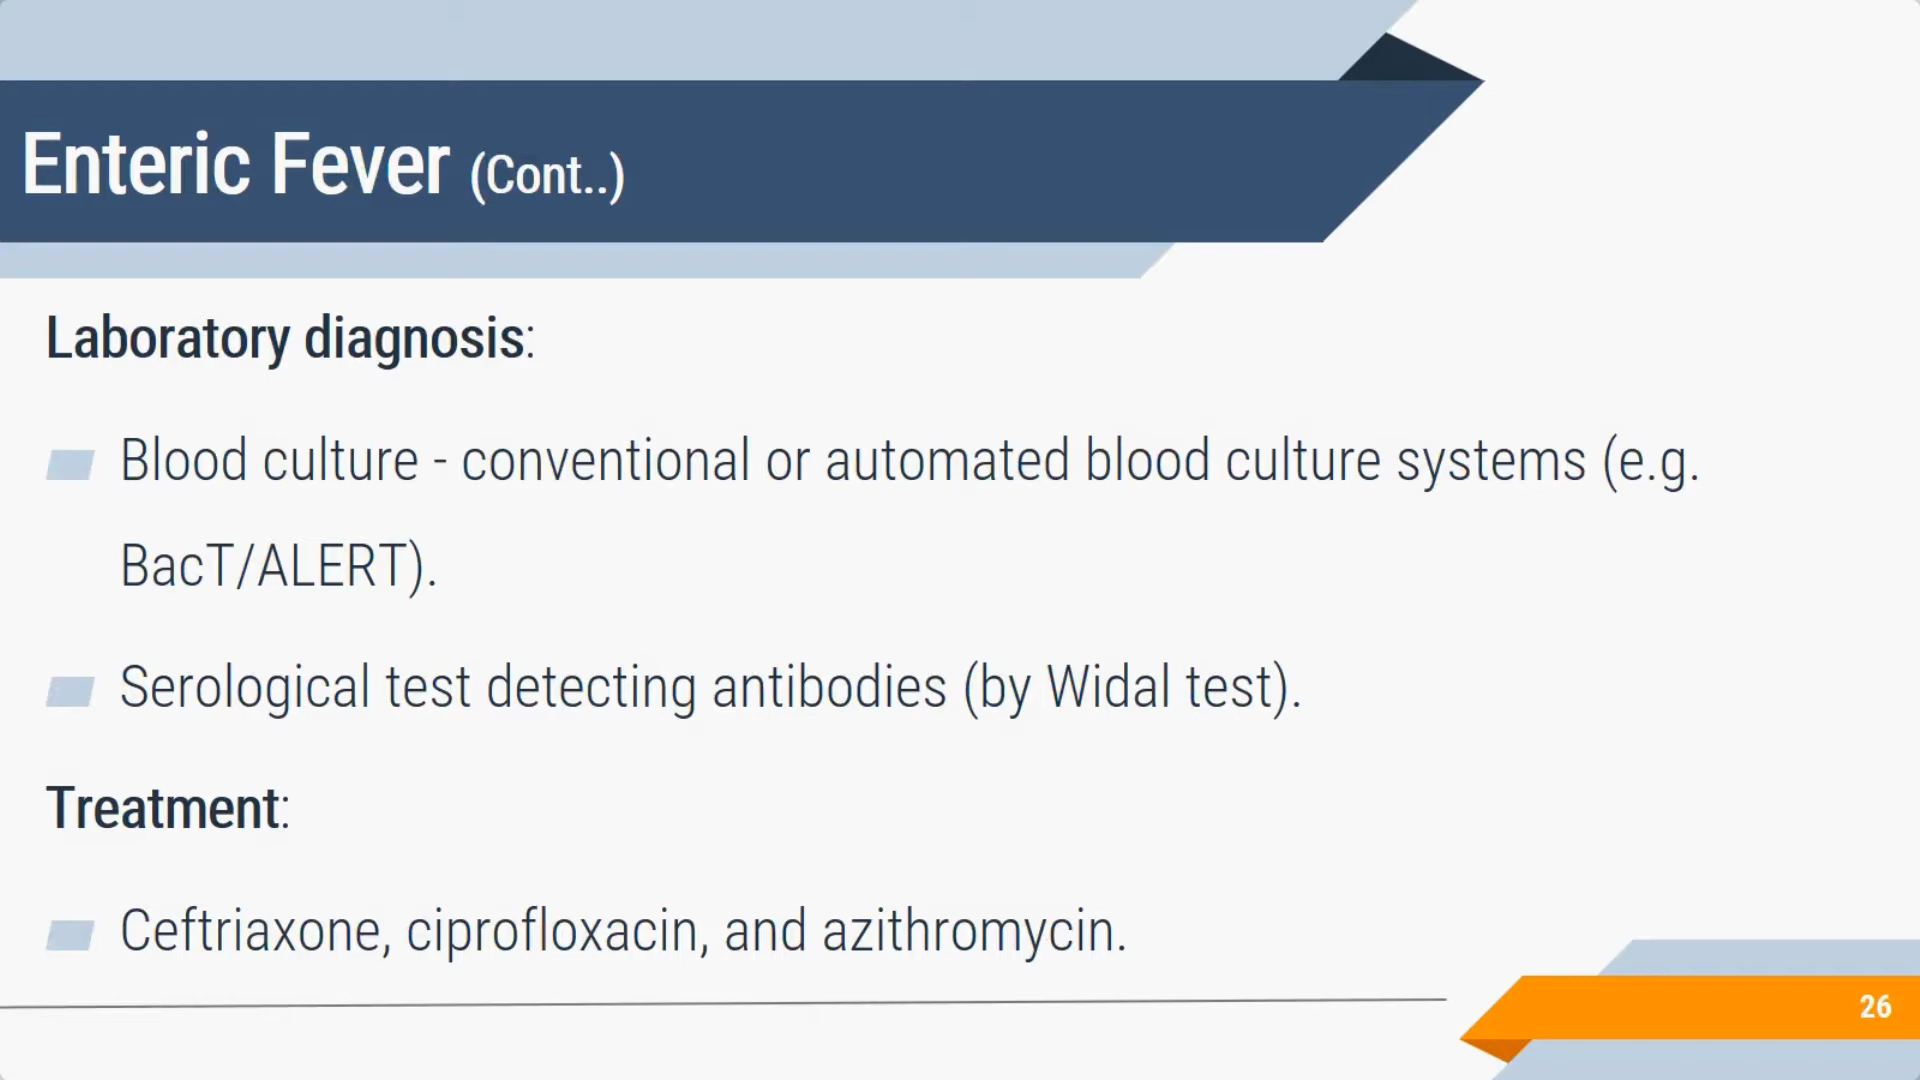 Enteric Fever (Cont..)
Laboratory diagnosis:
Blood culture - conventional or automated blood culture systems (e.g.
BacT/ALERT).
Serological test detecting antibodies (by Widal test).
Treatment:
Ceftriaxone, ciprofloxacin, and azithromycin.
26